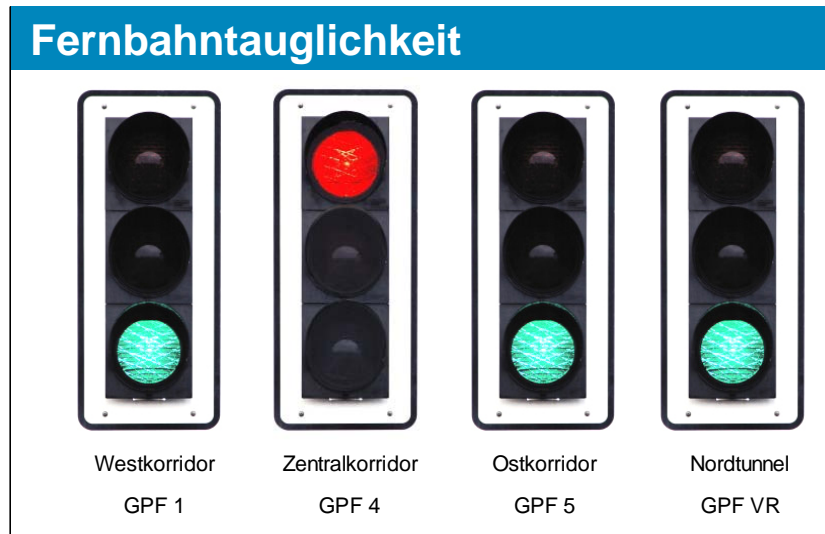 Fernbahntauglichkeit
Westkorridor Zentralkorridor Ostkorridor Nordtunnel
GPF 1 GPF 4 GPF 5 GPF VR